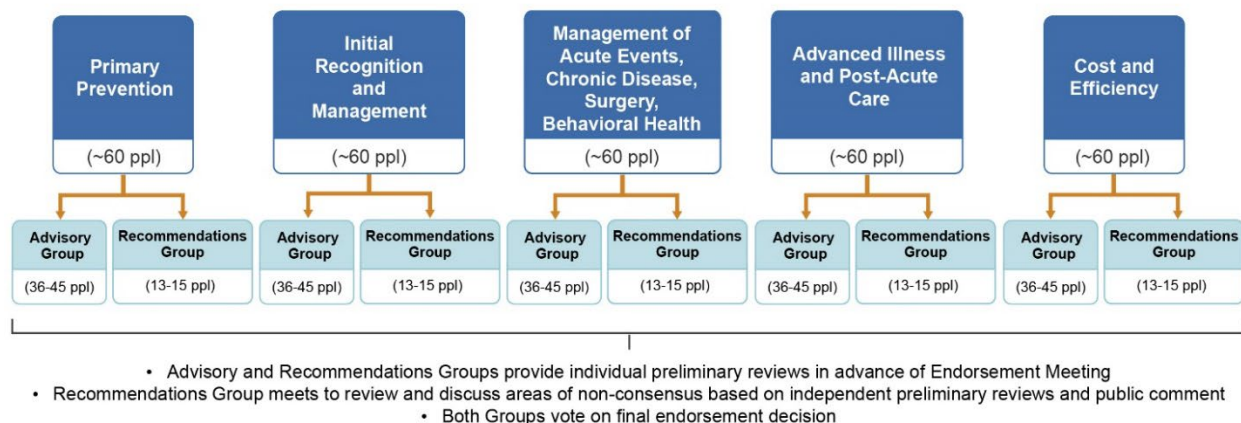 Primary
Prevention
(~60 ppl)
Initial
Recognition
and
Management
(~60 ppl)
Management of
Acute Events,
Chronic Disease,
Surgery,
Behavioral Health
(~60 ppl)
Advanced Illness
and Post-Acute
Care
(~60 ppl)
Cost and
Efficiency
(~60 ppl)
Advisory
Group
(36-45 ppl)
Recommendations
Group
(13-15 ppl)
Advisory
Group
(36-45 ppl)
Recommendations
Group
(13-15 ppl)
Advisory
Group
(36-45 ppl)
Recommendations
Group
(13-15 ppl)
Advisory
Group
(36-45 ppl)
Recommendations
Group
(13-15 ppl)
Advisory
Group
(36-45 ppl)
Recommendations
Group
(13-15 ppl)
• Advisory and Recommendations Groups provide individual preliminary reviews in advance of Endorsement Meeting
• Recommendations Group meets to review and discuss areas of non-consensus based on independent preliminary reviews and public comment
• Both Groups vote on final endorsement decision